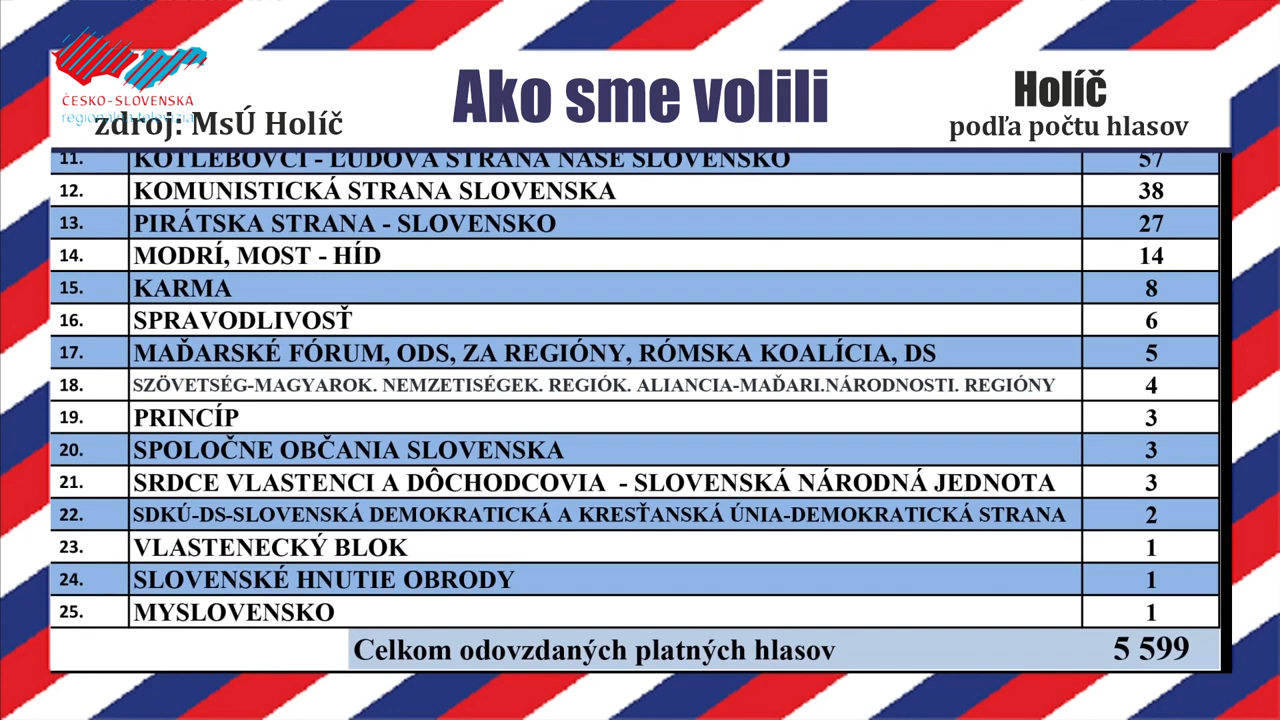 ČESKO-SLOVENSKÁ
regionálna televízia
zdroj: MsÚ Holíč
Ako sme volili
Holíč
podľa počtu hlasov
11. KOTLEBOVCI - ĽUDOVÁ STRANA NAŠE SLOVENSKO 57
12. KOMUNISTICKÁ STRANA SLOVENSKA 38
13. PIRÁTSKA STRANA - SLOVENSKO 27
14. MODRÍ, MOST - HÍD 14
15. KARMA 8
16. SPRAVODLIVOSŤ 6
17. MAĎARSKÉ FÓRUM, ODS, ZA REGIÓNY, RÓMSKA KOALÍCIA, DS 5
18. SZÖVETSÉG-MAGYAROK. NEMZETISÉGEK. REGIÓK. ALIANCIA-MAĎARI.NÁRODNOSTI. REGIÓNY 4
19. PRINCÍP 3
20. SPOLOČNE OBČANIA SLOVENSKA 3
21. SRDCE VLASTENCI A DÔCHODCOVIA - SLOVENSKÁ NÁRODNÁ JEDNOTA 3
22. SDKÚ-DS-SLOVENSKÁ DEMOKRATICKÁ A KRESŤANSKÁ ÚNIA-DEMOKRATICKÁ STRANA 2
23. VLASTENECKÝ BLOK 1
24. SLOVENSKÉ HNUTIE OBRODY 1
25. MYSLOVENSKO 1
Celkom odovzdaných platných hlasov 5 599